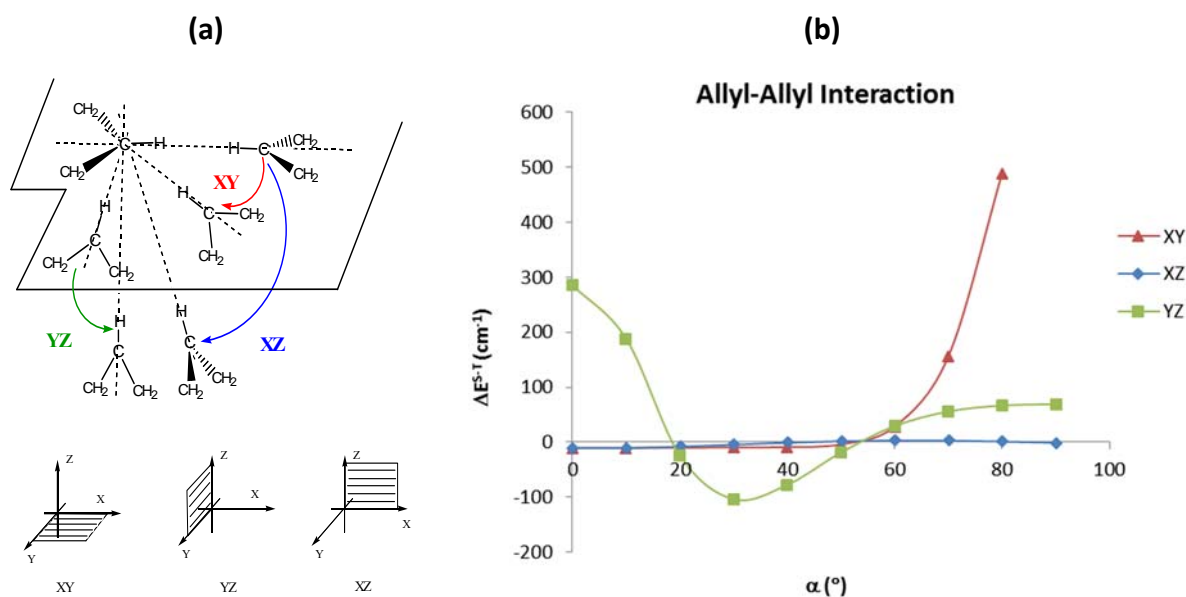 (a)
CH₂
C
H
H
C
CH₂
CH₂
CH₂
XY
H
C
CH₂
CH₂
H
C
CH₂
CH₂
YZ
H
C
CH₂
CH₂
H
C
CH₂
CH₂
XZ
Z
X
Y
XY
Z
X
Y
YZ
Z
X
Y
XZ
(b)
Allyl-Allyl Interaction
600
500
400
300
200
100
0
-100
-200
0
20
40
60
80
100
ΔEˢ⁻ᵀ (cm⁻¹)
α (°)
XY
XZ
YZ